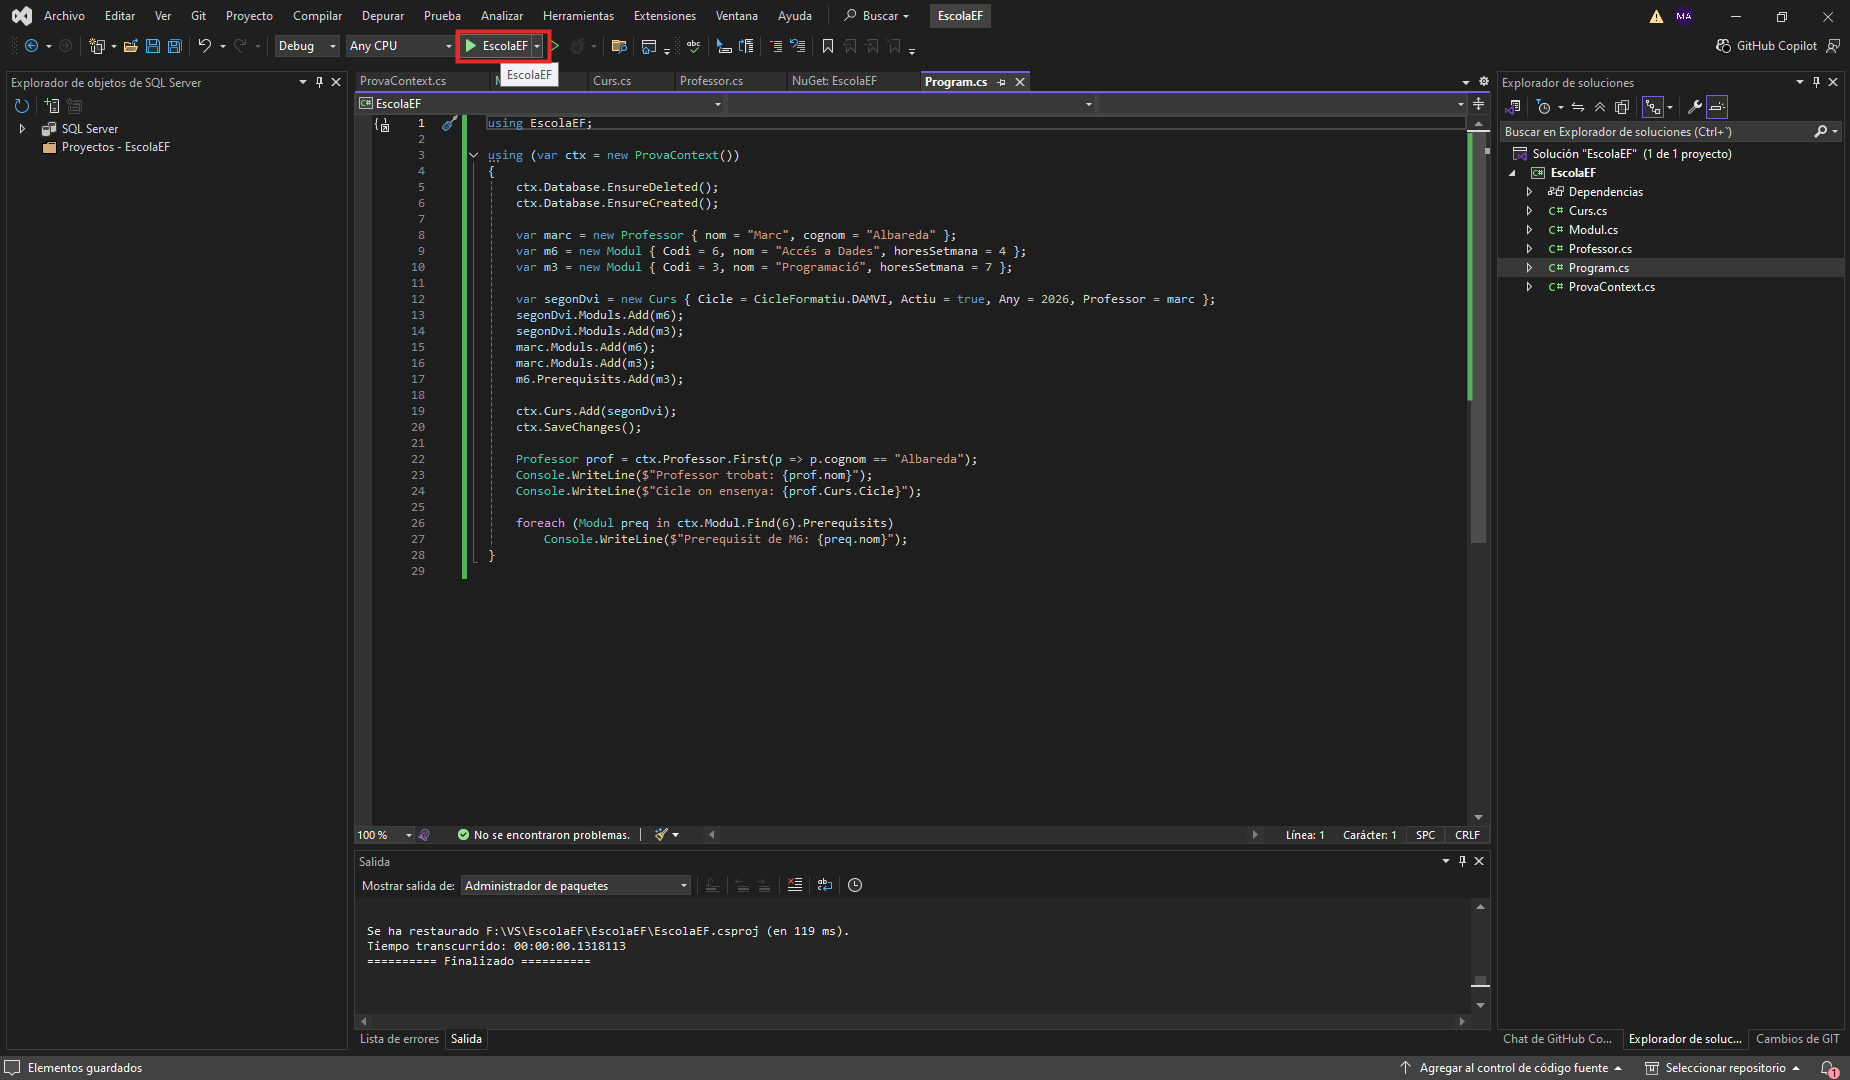 Archivo Editar Ver Git Proyecto Compilar Depurar Prueba Analizar Herramientas Extensiones Ventana Ayuda Buscar EscolaEF MA
Debug Any CPU EscolaEF abc GitHub Copilot
EscolaEF
Explorador de objetos de SQL Server
SQL Server
Proyectos - EscolaEF
ProvaContext.cs Curs.cs Professor.cs NuGet: EscolaEF Program.cs
C# EscolaEF
1 using EscolaEF;
2
3 using (var ctx = new ProvaContext())
4 {
5 ctx.Database.EnsureDeleted();
6 ctx.Database.EnsureCreated();
7
8 var marc = new Professor { nom = "Marc", cognom = "Albareda" };
9 var m6 = new Modul { Codi = 6, nom = "Accés a Dades", horesSetmana = 4 };
10 var m3 = new Modul { Codi = 3, nom = "Programació", horesSetmana = 7 };
11
12 var segonDvi = new Curs { Cicle = CicleFormatiu.DAMVI, Actiu = true, Any = 2026, Professor = marc };
13 segonDvi.Moduls.Add(m6);
14 segonDvi.Moduls.Add(m3);
15 marc.Moduls.Add(m6);
16 marc.Moduls.Add(m3);
17 m6.Prerequisits.Add(m3);
18
19 ctx.Curs.Add(segonDvi);
20 ctx.SaveChanges();
21
22 Professor prof = ctx.Professor.First(p => p.cognom == "Albareda");
23 Console.WriteLine($"Professor trobat: {prof.nom}");
24 Console.WriteLine($"Cicle on ensenya: {prof.Curs.Cicle}");
25
26 foreach (Modul preq in ctx.Modul.Find(6).Prerequisits)
27 Console.WriteLine($"Prerequisit de M6: {preq.nom}");
28 }
29
100 % No se encontraron problemas. Línea: 1 Carácter: 1 SPC CRLF
Salida
Mostrar salida de: Administrador de paquetes
Se ha restaurado F:\VS\EscolaEF\EscolaEF\EscolaEF.csproj (en 119 ms).
Tiempo transcurrido: 00:00:00.1318113
========== Finalizado ==========
Lista de errores Salida
Explorador de soluciones
Buscar en Explorador de soluciones (Ctrl+`)
Solución "EscolaEF" (1 de 1 proyecto)
C# EscolaEF
Dependencias
C# Curs.cs
C# Modul.cs
C# Professor.cs
C# Program.cs
C# ProvaContext.cs
Chat de GitHub Co... Explorador de soluc... Cambios de GIT
Elementos guardados Agregar al control de código fuente Seleccionar repositorio 1